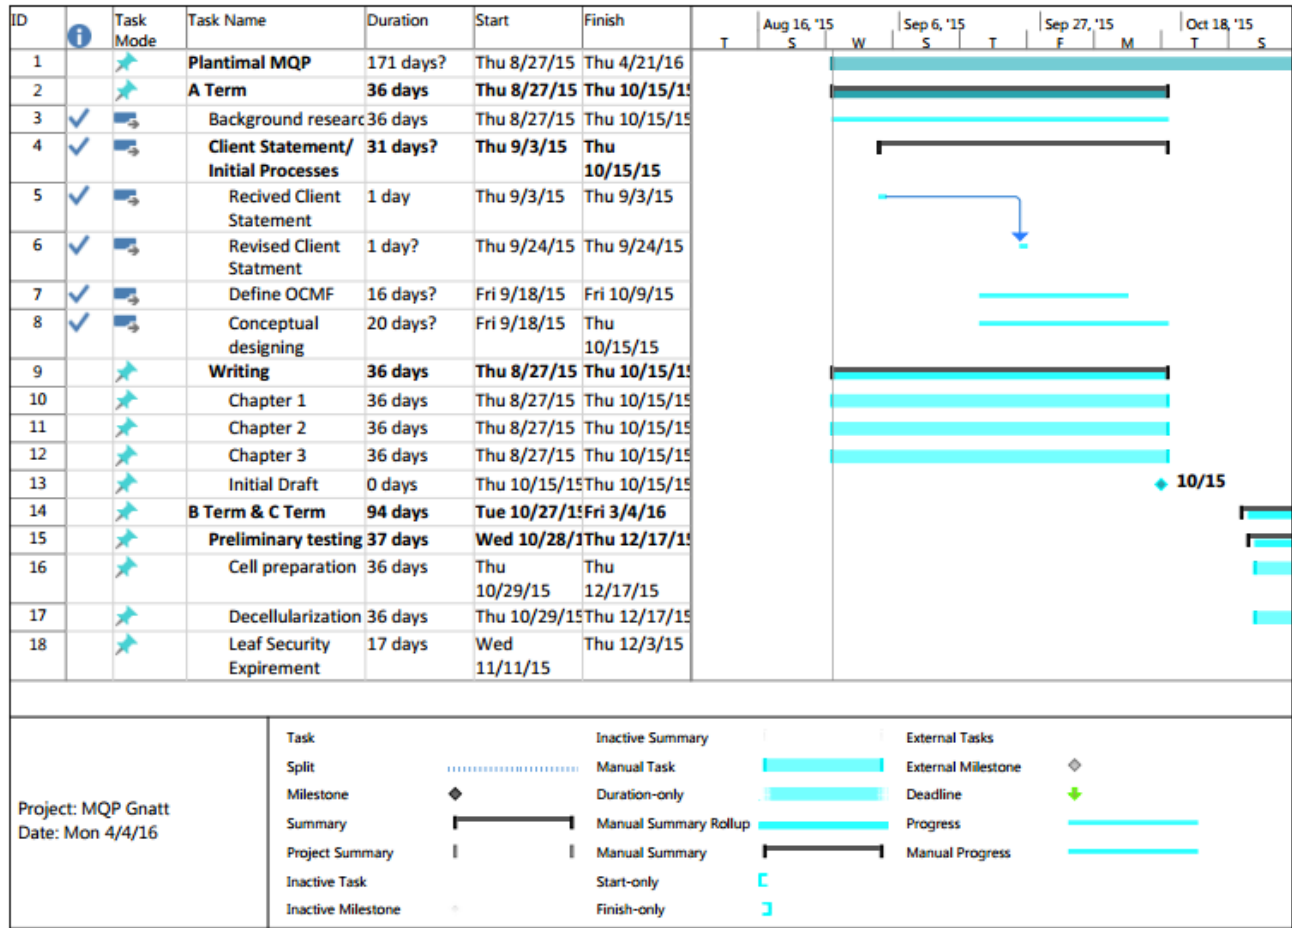 ID Task Mode Task Name Duration Start Finish Aug 16, '15 Sep 6, '15 Sep 27, '15 Oct 18, '15
T S W S T F M T S
1 Plantimal MQP 171 days? Thu 8/27/15 Thu 4/21/16
2 A Term 36 days Thu 8/27/15 Thu 10/15/15
3 Background researc 36 days Thu 8/27/15 Thu 10/15/15
4 Client Statement/ 31 days? Thu 9/3/15 Thu
Initial Processes 10/15/15
5 Recived Client 1 day Thu 9/3/15 Thu 9/3/15
Statement
6 Revised Client 1 day? Thu 9/24/15 Thu 9/24/15
Statment
7 Define OCMF 16 days? Fri 9/18/15 Fri 10/9/15
8 Conceptual 20 days? Fri 9/18/15 Thu
designing 10/15/15
9 Writing 36 days Thu 8/27/15 Thu 10/15/15
10 Chapter 1 36 days Thu 8/27/15 Thu 10/15/15
11 Chapter 2 36 days Thu 8/27/15 Thu 10/15/15
12 Chapter 3 36 days Thu 8/27/15 Thu 10/15/15
13 Initial Draft 0 days Thu 10/15/15 Thu 10/15/15 10/15
14 B Term & C Term 94 days Tue 10/27/15 Fri 3/4/16
15 Preliminary testing 37 days Wed 10/28/1 Thu 12/17/15
16 Cell preparation 36 days Thu Thu
10/29/15 12/17/15
17 Decellularization 36 days Thu 10/29/15 Thu 12/17/15
18 Leaf Security 17 days Wed Thu 12/3/15
Expirement 11/11/15
Project: MQP Gnatt
Date: Mon 4/4/16
Task Inactive Summary External Tasks
Split Manual Task External Milestone
Milestone Duration-only Deadline
Summary Manual Summary Rollup Progress
Project Summary Manual Summary Manual Progress
Inactive Task Start-only
Inactive Milestone Finish-only